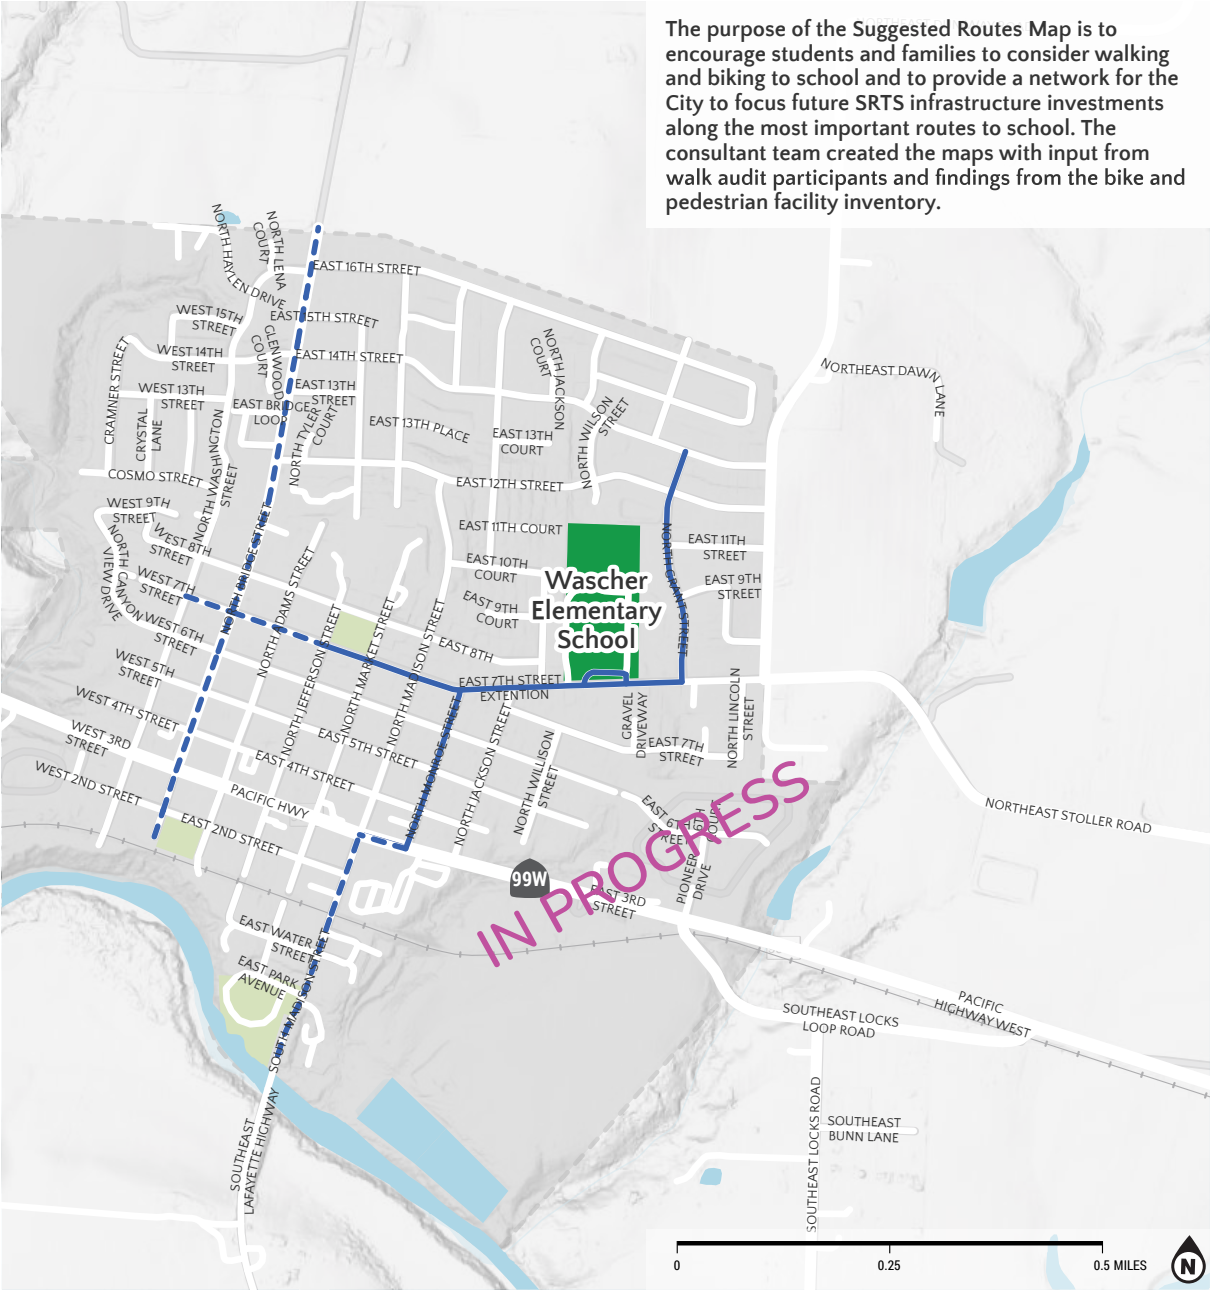 The purpose of the Suggested Routes Map is to
encourage students and families to consider walking
and biking to school and to provide a network for the
City to focus future SRTS infrastructure investments
along the most important routes to school. The
consultant team created the maps with input from
walk audit participants and findings from the bike and
pedestrian facility inventory.
NORTH HAYLEN DRIVE
NORTH LENA
COURT
EAST 16TH STREET
WEST 15TH
STREET
EAST 15TH STREET
GLENWOOD
COURT
WEST 14TH
STREET
EAST 14TH STREET
NORTH JACKSON
COURT
CRAMNER STREET
WEST 13TH
STREET
EAST 13TH
STREET
EAST BRIDGE
LOOP
NORTH TYLER
COURT
EAST 13TH PLACE
EAST 13TH
COURT
NORTH WILSON
STREET
NORTHEAST DAWN LANE
CRYSTAL
LANE
NORTH WASHINGTON
STREET
COSMO STREET
EAST 12TH STREET
WEST 9TH
STREET
WEST 8TH
STREET
NORTH BRIDGE STREET
EAST 11TH COURT
NORTH GRANT STREET
EAST 11TH
STREET
NORTH CANYON
VIEW DRIVE
WEST 7TH
STREET
EAST 10TH
COURT
Wascher
Elementary
School
EAST 9TH
STREET
EAST 9TH
COURT
WEST 6TH
STREET
NORTH ADAMS STREET
NORTH JEFFERSON STREET
NORTH MARKET STREET
NORTH MADISON STREET
EAST 8TH
WEST 5TH
STREET
EAST 7TH STREET
EXTENTION
WEST 4TH STREET
NORTH MONROE STREET
NORTH JACKSON STREET
GRAVEL
DRIVEWAY
NORTH LINCOLN
STREET
WEST 3RD
STREET
EAST 5TH STREET
EAST 7TH
STREET
EAST 4TH STREET
NORTH WILLISON
STREET
WEST 2ND STREET
PACIFIC HWY
EAST 2ND STREET
EAST 6TH
STREET
6TH
COURT
NORTHEAST STOLLER ROAD
PIONEER
DRIVE
99W
IN PROGRESS
EAST 3RD
STREET
EAST WATER
STREET
EAST PARK
AVENUE
SOUTH MADISON STREET
PACIFIC
HIGHWAY WEST
SOUTHEAST LOCKS
LOOP ROAD
SOUTHEAST
LAFAYETTE HIGHWAY
SOUTHEAST LOCKS ROAD
SOUTHEAST
BUNN LANE
0
0.25
0.5 MILES
N